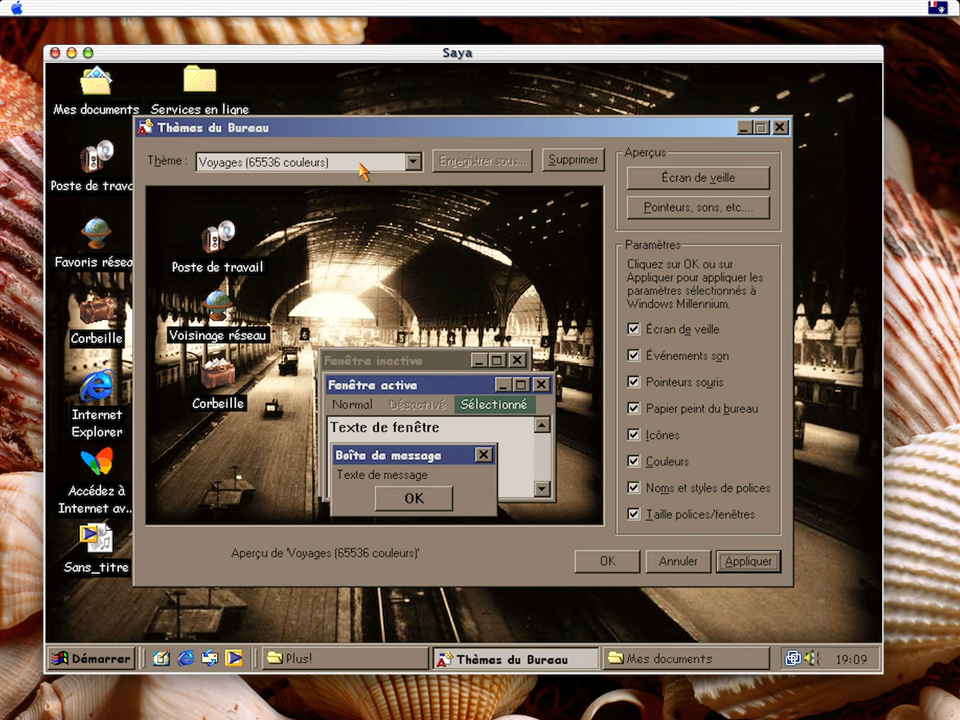 Saya
Mes documents
Services en ligne
Poste de trava
Favoris résea
Corbeille
Internet
Explorer
Accédez à
Internet av...
Sans_titre
Thèmes du Bureau
Thème :
Voyages (65536 couleurs)
Enregistrer sous...
Supprimer
Poste de travail
Voisinage réseau
Corbeille
6
5
3
Fenêtre inactive
Fenêtre active
Normal
Désactivé
Sélectionné
Texte de fenêtre
Boîte de message
Texte de message
OK
Aperçus
Écran de veille
Pointeurs, sons, etc....
Paramètres
Cliquez sur OK ou sur
Appliquer pour appliquer les
paramètres sélectionnés à
Windows Millennium.
Écran de veille
Événements son
Pointeurs souris
Papier peint du bureau
Icônes
Couleurs
Noms et styles de polices
Taille polices/fenêtres
Aperçu de 'Voyages (65536 couleurs)'
OK
Annuler
Appliquer
Démarrer
Plus!
Thèmes du Bureau
Mes documents
19:09